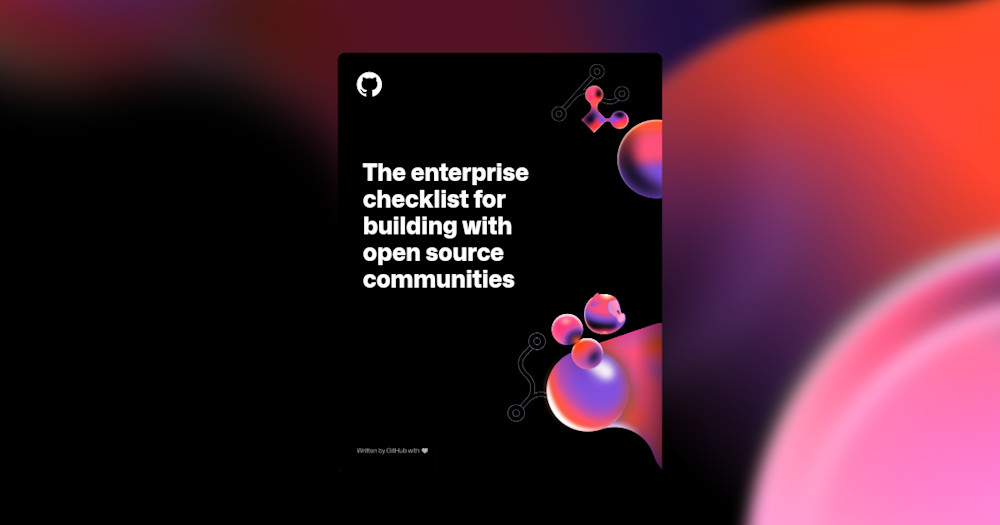 The enterprise
checklist for
building with
open source
communities
Written by GitHub with